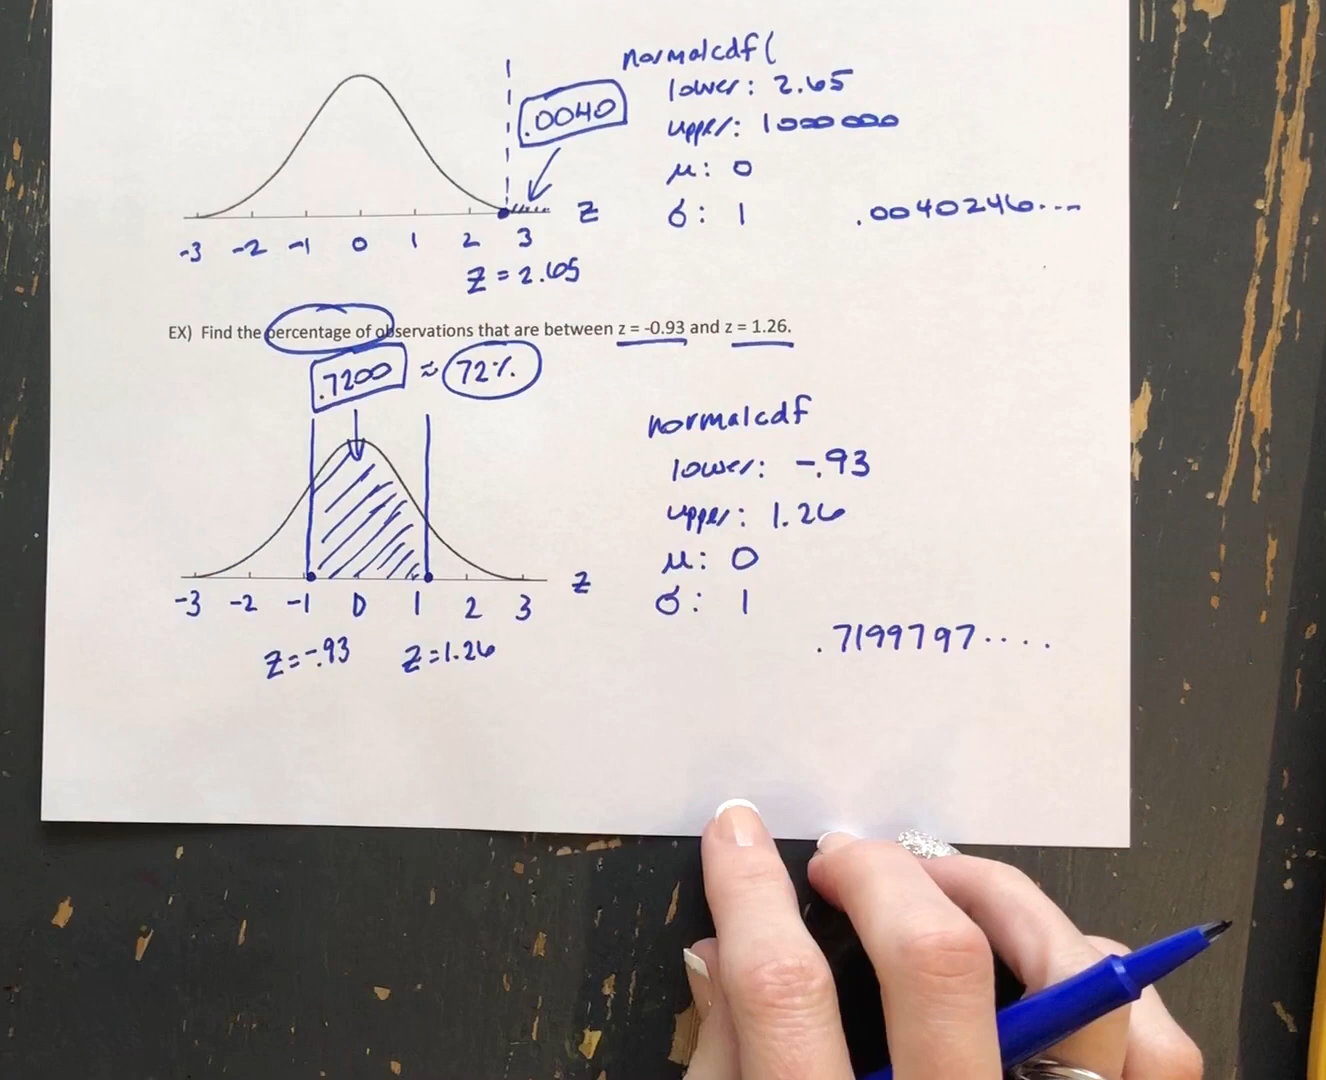 normalcdf(
lower: 2.65
upper: 1000000
μ: 0
σ: 1
.0040
.0040246...
z
-3 -2 -1 0 1 2 3
z = 2.65
EX) Find the percentage of observations that are between z = -0.93 and z = 1.26.
.7200 ≈ 72%
normalcdf
lower: -.93
upper: 1.26
μ: 0
σ: 1
.7199797....
z
-3 -2 -1 0 1 2 3
z=-.93 z=1.26